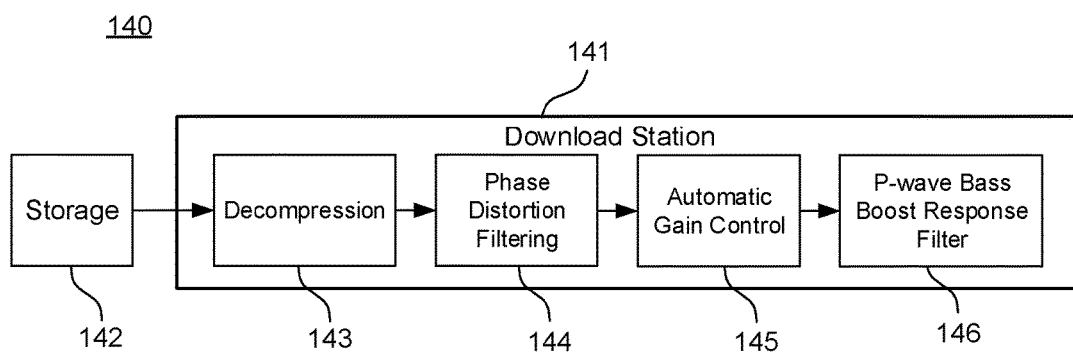 140
141
Download Station
Storage
Decompression
Phase
Distortion
Filtering
Automatic
Gain Control
P-wave Bass
Boost Response
Filter
142
143
144
145
146